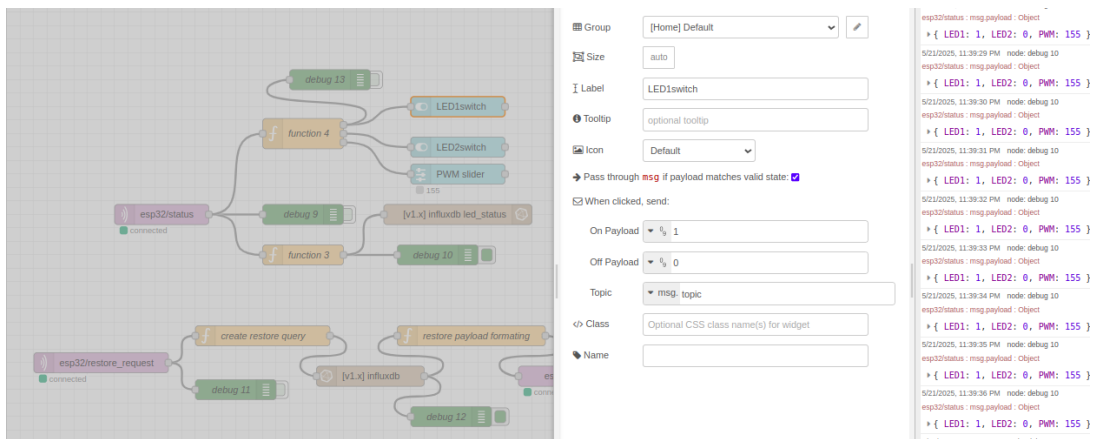 debug 13
LED1switch
function 4
LED2switch
PWM slider
155
esp32/status
connected
debug 9
[v1.x] influxdb led_status
function 3
debug 10
create restore query
restore payload formating
esp32/restore_request
connected
[v1.x] influxdb
es
conne
debug 11
debug 12
Group
[Home] Default
Size
auto
Label
LED1switch
Tooltip
optional tooltip
Icon
Default
Pass through msg if payload matches valid state:
When clicked, send:
On Payload
1
Off Payload
0
Topic
msg. topic
</> Class
Optional CSS class name(s) for widget
Name
esp32/status : msg.payload : Object
{ LED1: 1, LED2: 0, PWM: 155 }
5/21/2025, 11:39:29 PM node: debug 10
esp32/status : msg.payload : Object
{ LED1: 1, LED2: 0, PWM: 155 }
5/21/2025, 11:39:30 PM node: debug 10
esp32/status : msg.payload : Object
{ LED1: 1, LED2: 0, PWM: 155 }
5/21/2025, 11:39:31 PM node: debug 10
esp32/status : msg.payload : Object
{ LED1: 1, LED2: 0, PWM: 155 }
5/21/2025, 11:39:32 PM node: debug 10
esp32/status : msg.payload : Object
{ LED1: 1, LED2: 0, PWM: 155 }
5/21/2025, 11:39:33 PM node: debug 10
esp32/status : msg.payload : Object
{ LED1: 1, LED2: 0, PWM: 155 }
5/21/2025, 11:39:34 PM node: debug 10
esp32/status : msg.payload : Object
{ LED1: 1, LED2: 0, PWM: 155 }
5/21/2025, 11:39:35 PM node: debug 10
esp32/status : msg.payload : Object
{ LED1: 1, LED2: 0, PWM: 155 }
5/21/2025, 11:39:36 PM node: debug 10
esp32/status : msg.payload : Object
{ LED1: 1, LED2: 0, PWM: 155 }